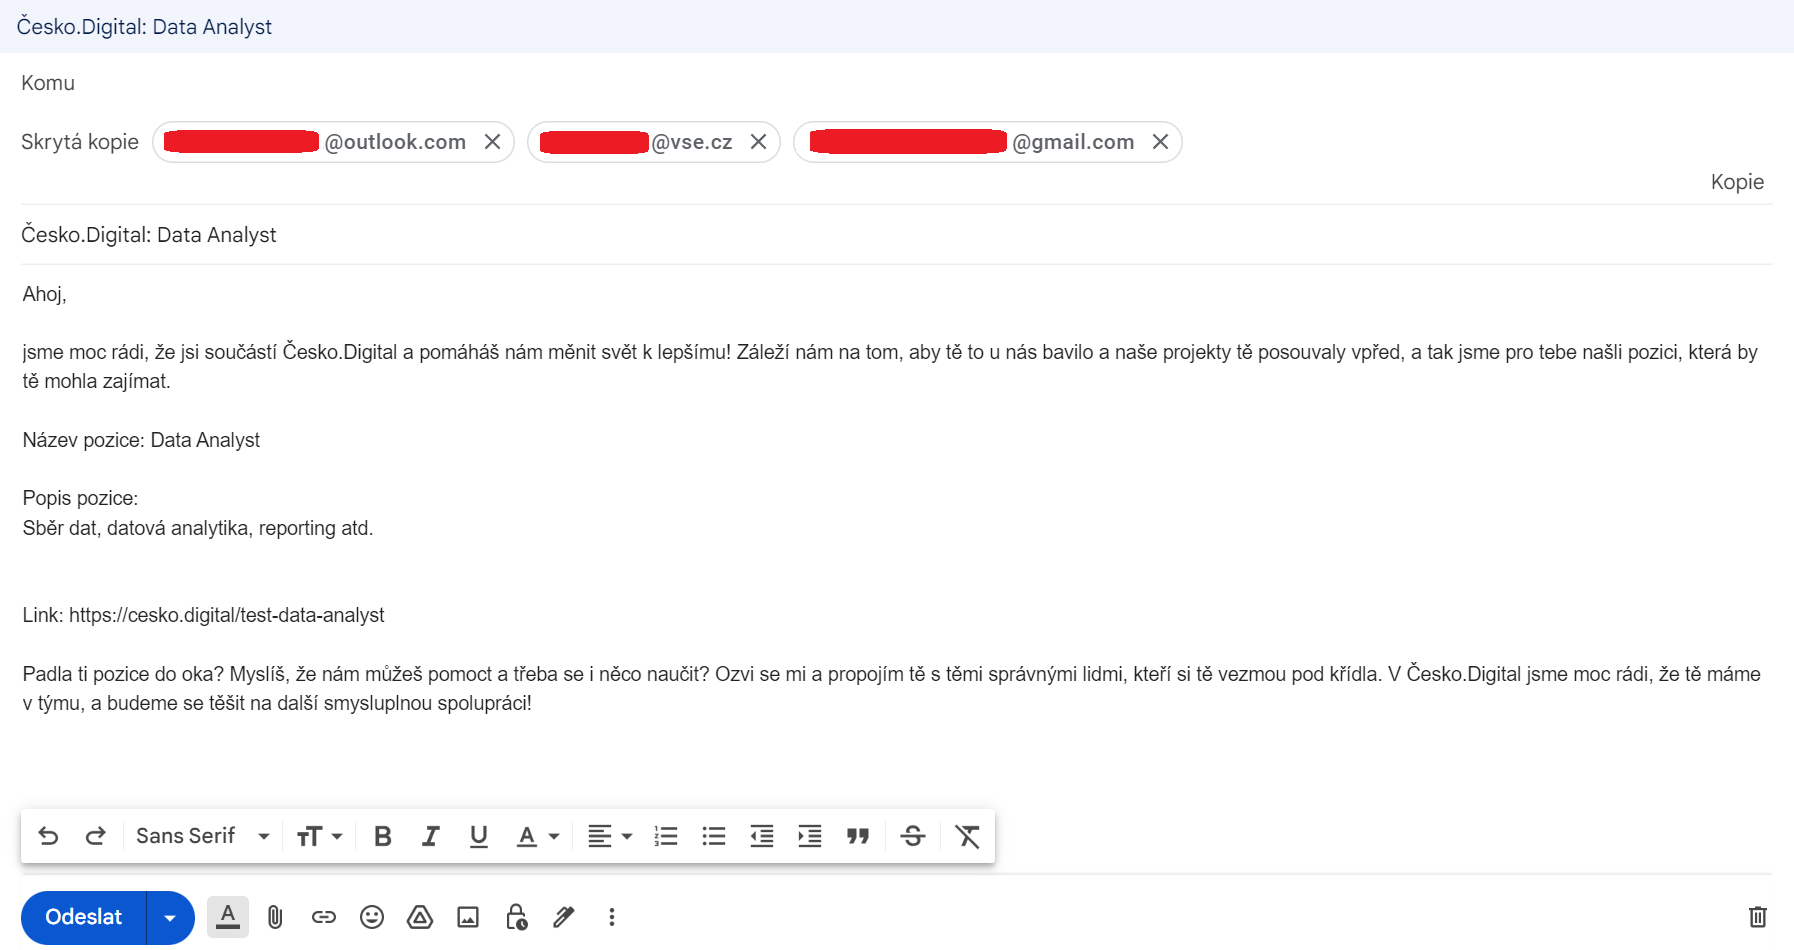 Česko.Digital: Data Analyst
Komu
Skrytá kopie @outlook.com @vse.cz @gmail.com
Kopie
Česko.Digital: Data Analyst
Ahoj,
jsme moc rádi, že jsi součástí Česko.Digital a pomáháš nám měnit svět k lepšímu! Záleží nám na tom, aby tě to u nás bavilo a naše projekty tě posouvaly vpřed, a tak jsme pro tebe našli pozici, která by
tě mohla zajímat.
Název pozice: Data Analyst
Popis pozice:
Sběr dat, datová analytika, reporting atd.
Link: https://cesko.digital/test-data-analyst
Padla ti pozice do oka? Myslíš, že nám můžeš pomoct a třeba se i něco naučit? Ozvi se mi a propojím tě s těmi správnými lidmi, kteří si tě vezmou pod křídla. V Česko.Digital jsme moc rádi, že tě máme
v týmu, a budeme se těšit na další smysluplnou spolupráci!
Sans Serif
Odeslat